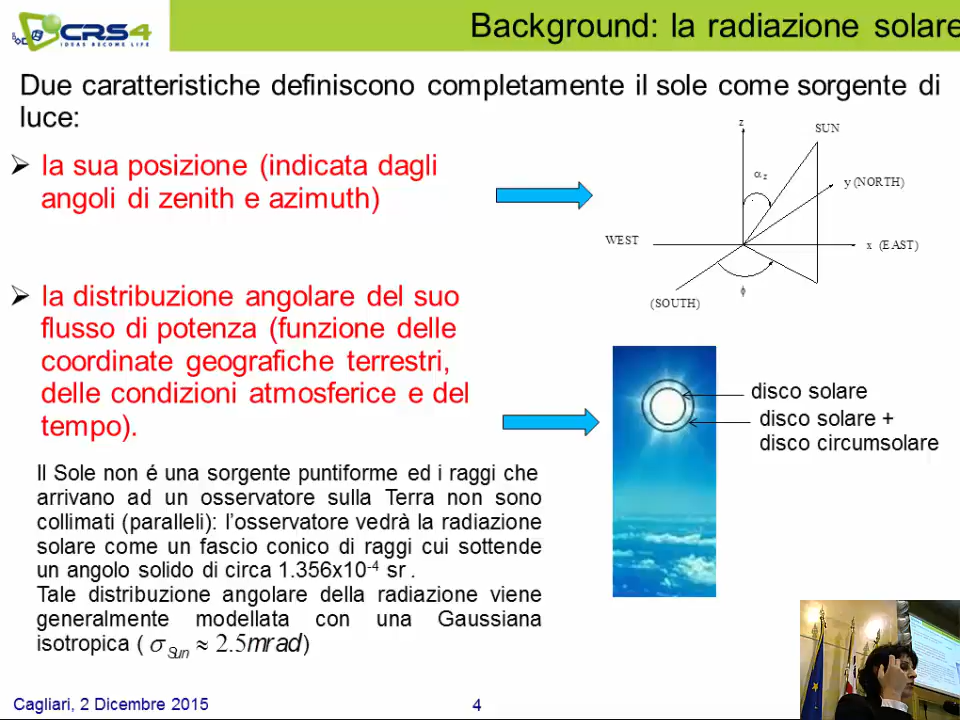 CRS4
IDEAS BECOME LIFE
Background: la radiazione solare
Due caratteristiche definiscono completamente il sole come sorgente di
luce:
la sua posizione (indicata dagli
angoli di zenith e azimuth)
z
SUN
α z
y (NORTH)
WEST
x (EAST)
(SOUTH)
ϕ
la distribuzione angolare del suo
flusso di potenza (funzione delle
coordinate geografiche terrestri,
delle condizioni atmosferice e del
tempo).
disco solare
disco solare +
disco circumsolare
Il Sole non é una sorgente puntiforme ed i raggi che
arrivano ad un osservatore sulla Terra non sono
collimati (paralleli): l'osservatore vedrà la radiazione
solare come un fascio conico di raggi cui sottende
un angolo solido di circa 1.356x10⁻⁴ sr .
Tale distribuzione angolare della radiazione viene
generalmente modellata con una Gaussiana
isotropica ( σ Sun ≈ 2.5mrad )
Cagliari, 2 Dicembre 2015
4